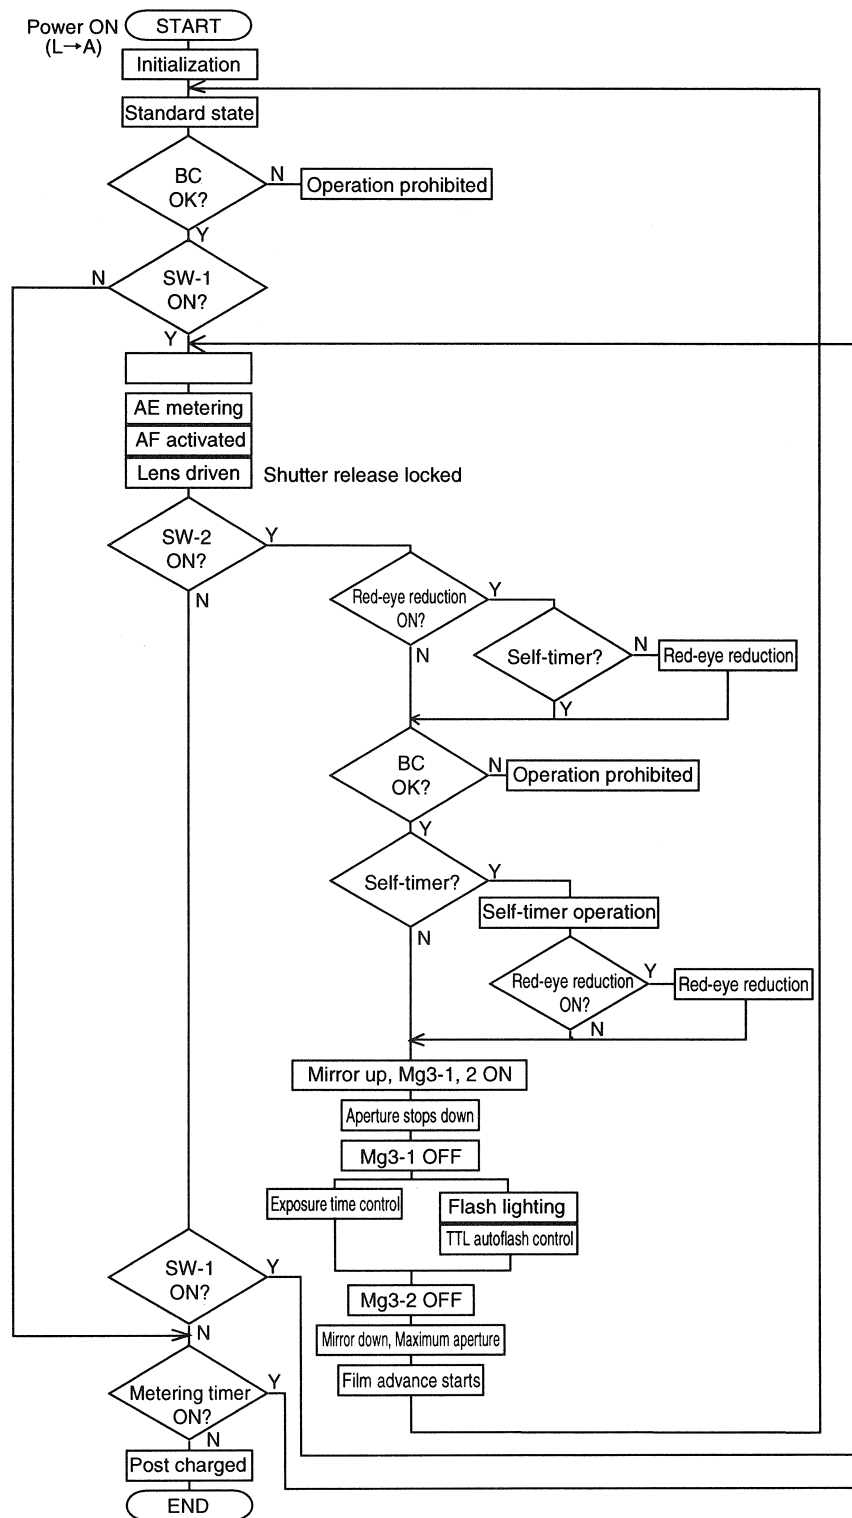 Power ON
(L→A)
START
Initialization
Standard state
BC
OK?
N
Operation prohibited
Y
SW-1
ON?
N
Y
AE metering
AF activated
Lens driven
Shutter release locked
SW-2
ON?
Y
N
Red-eye reduction
ON?
Y
N
Self-timer?
N
Red-eye reduction
Y
BC
OK?
N
Operation prohibited
Y
Self-timer?
Y
Self-timer operation
N
Red-eye reduction
ON?
Y
Red-eye reduction
N
Mirror up, Mg3-1, 2 ON
Aperture stops down
Mg3-1 OFF
Exposure time control
Flash lighting
TTL autoflash control
SW-1
ON?
Y
N
Mg3-2 OFF
Mirror down, Maximum aperture
Film advance starts
Metering timer
ON?
Y
N
Post charged
END